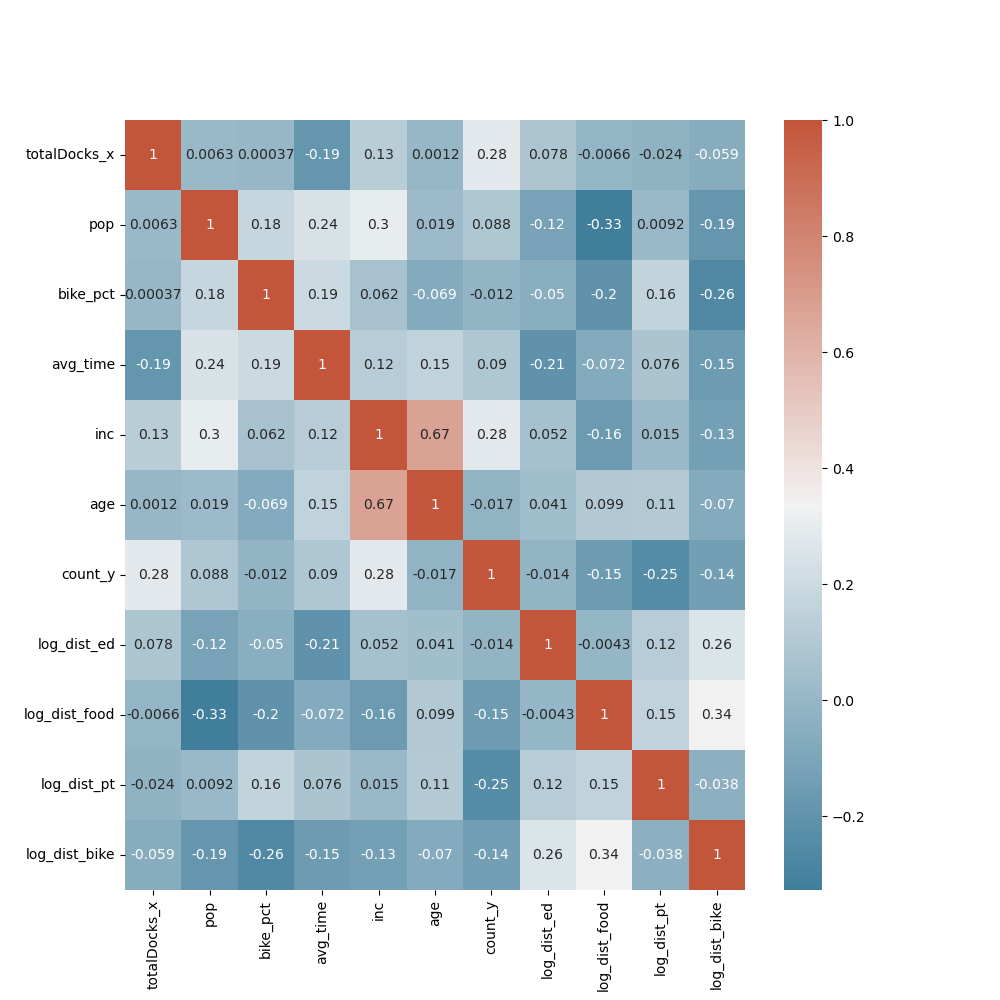 totalDocks_x 1 0.0063 0.00037 -0.19 0.13 0.0012 0.28 0.078 -0.0066 -0.024 -0.059
pop 0.0063 1 0.18 0.24 0.3 0.019 0.088 -0.12 -0.33 0.0092 -0.19
bike_pct 0.00037 0.18 1 0.19 0.062 -0.069 -0.012 -0.05 -0.2 0.16 -0.26
avg_time -0.19 0.24 0.19 1 0.12 0.15 0.09 -0.21 -0.072 0.076 -0.15
inc 0.13 0.3 0.062 0.12 1 0.67 0.28 0.052 -0.16 0.015 -0.13
age 0.0012 0.019 -0.069 0.15 0.67 1 -0.017 0.041 0.099 0.11 -0.07
count_y 0.28 0.088 -0.012 0.09 0.28 -0.017 1 -0.014 -0.15 -0.25 -0.14
log_dist_ed 0.078 -0.12 -0.05 -0.21 0.052 0.041 -0.014 1 -0.0043 0.12 0.26
log_dist_food -0.0066 -0.33 -0.2 -0.072 -0.16 0.099 -0.15 -0.0043 1 0.15 0.34
log_dist_pt -0.024 0.0092 0.16 0.076 0.015 0.11 -0.25 0.12 0.15 1 -0.038
log_dist_bike -0.059 -0.19 -0.26 -0.15 -0.13 -0.07 -0.14 0.26 0.34 -0.038 1
totalDocks_x
pop
bike_pct
avg_time
inc
age
count_y
log_dist_ed
log_dist_food
log_dist_pt
log_dist_bike
1.0
0.8
0.6
0.4
0.2
0.0
−0.2